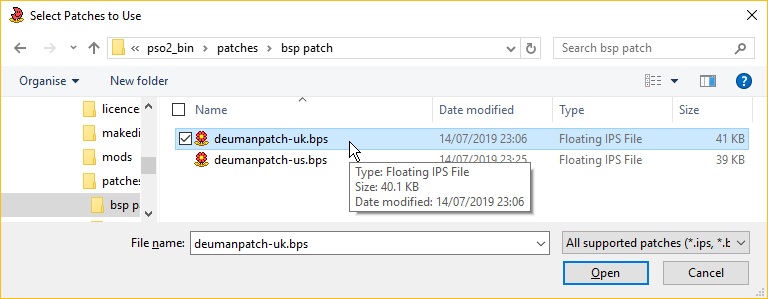 Select Patches to Use
« pso2_bin > patches > bsp patch
Search bsp patch
Organise New folder
Name Date modified Type Size
licence
makedi
mods
patches
bsp pa
deumanpatch-uk.bps 14/07/2019 23:06 Floating IPS File 41 KB
deumanpatch-us.bps 14/07/2019 23:25 Floating IPS File 39 KB
Type: Floating IPS File
Size: 40.1 KB
Date modified: 14/07/2019 23:06
File name: deumanpatch-uk.bps All supported patches (*.ips, *.b
Open Cancel